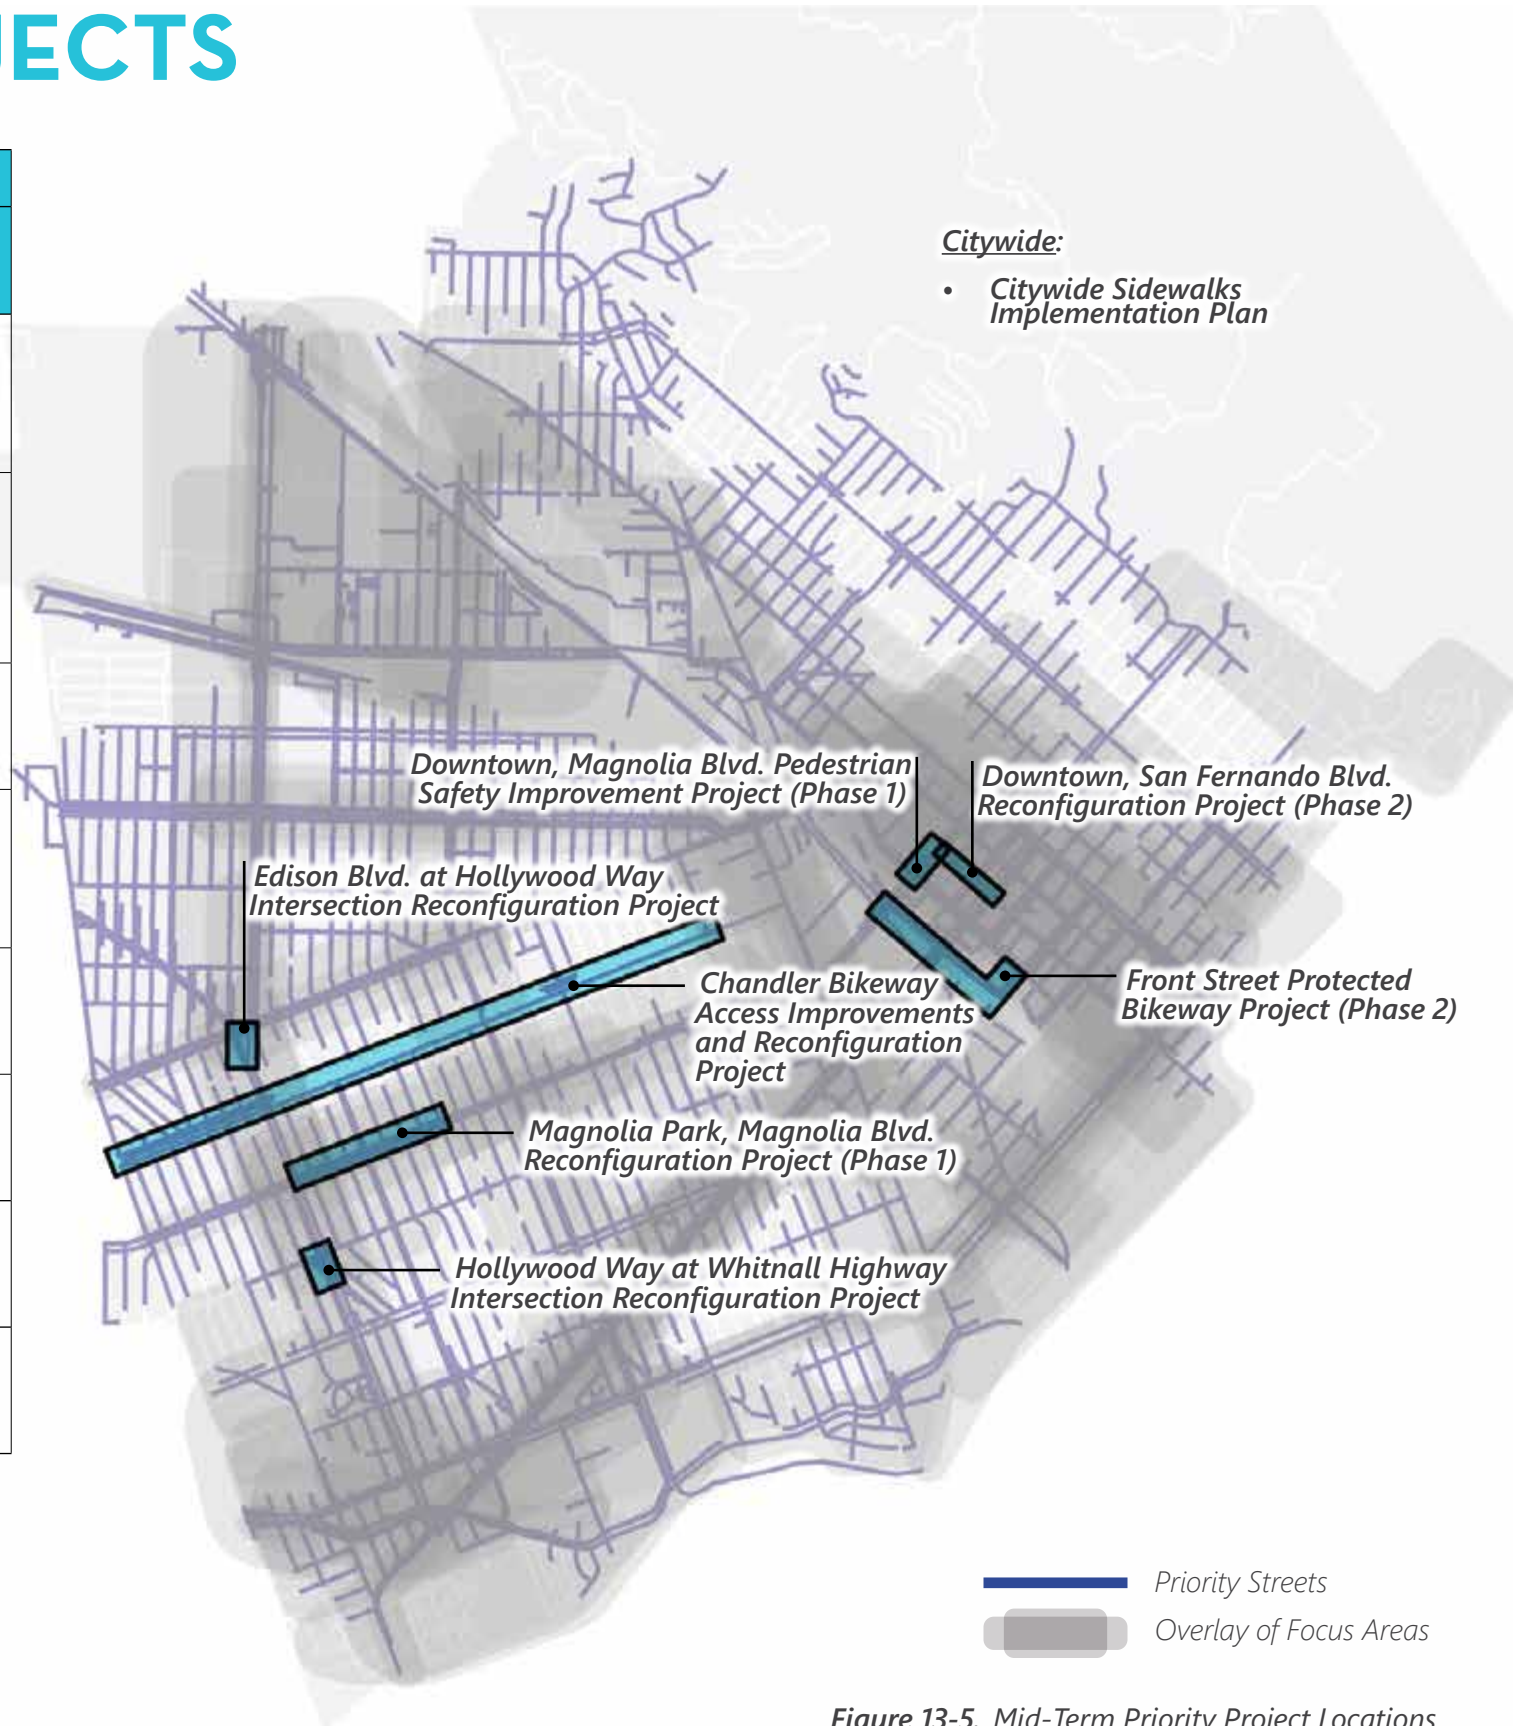 JECTS
Citywide:
• Citywide Sidewalks
Implementation Plan
Downtown, Magnolia Blvd. Pedestrian
Safety Improvement Project (Phase 1)
Downtown, San Fernando Blvd.
Reconfiguration Project (Phase 2)
Edison Blvd. at Hollywood Way
Intersection Reconfiguration Project
Chandler Bikeway
Access Improvements
and Reconfiguration
Project
Front Street Protected
Bikeway Project (Phase 2)
Magnolia Park, Magnolia Blvd.
Reconfiguration Project (Phase 1)
Hollywood Way at Whitnall Highway
Intersection Reconfiguration Project
Priority Streets
Overlay of Focus Areas
Figure 13-5. Mid-Term Priority Project Locations